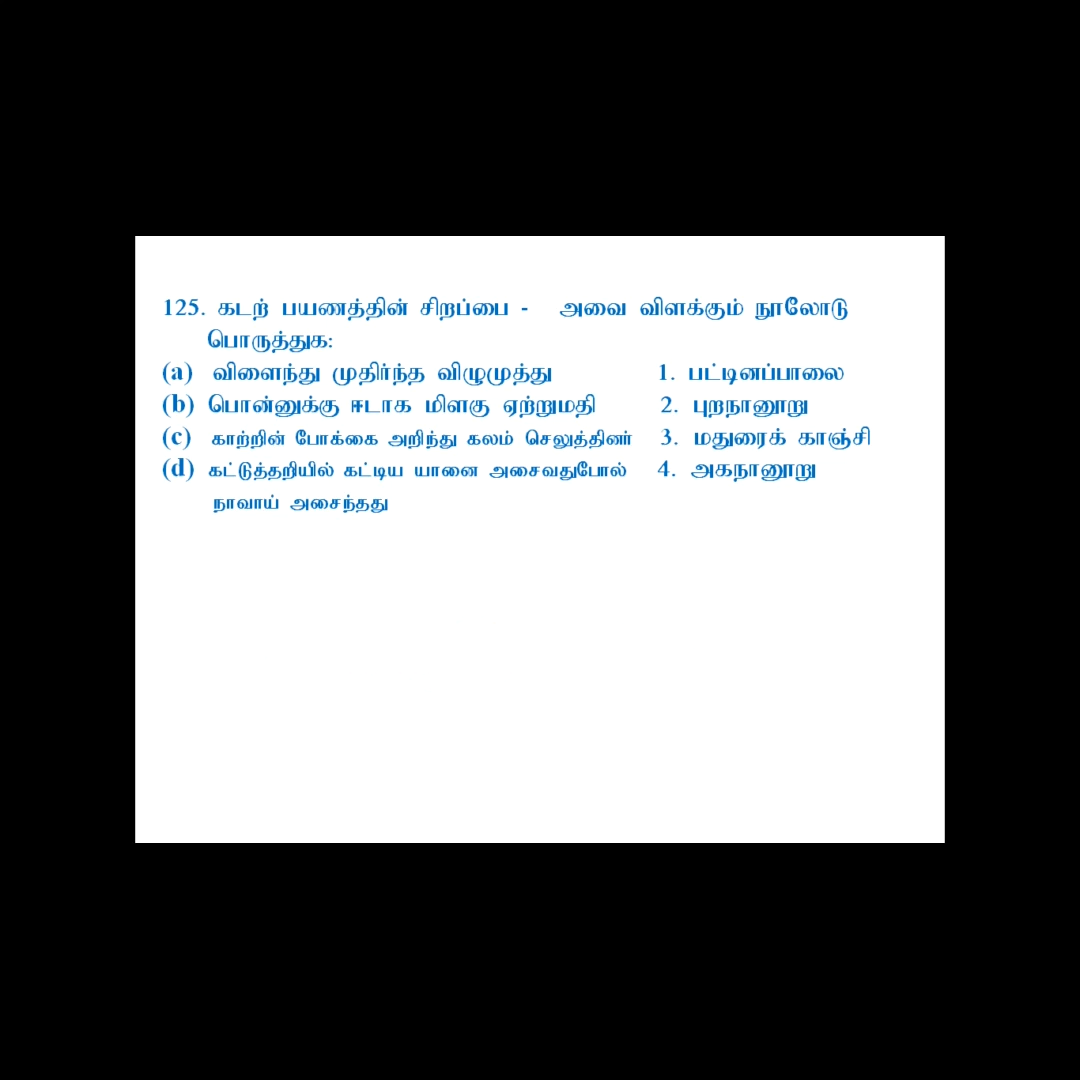 125. கடற் பயணத்தின் சிறப்பை - அவை விளக்கும் நூலோடு
பொருத்துக:
(a) விளைந்து முதிர்ந்த விழுமுத்து 1. பட்டினப்பாலை
(b) பொன்னுக்கு ஈடாக மிளகு ஏற்றுமதி 2. புறநானூறு
(c) காற்றின் போக்கை அறிந்து கலம் செலுத்தினர் 3. மதுரைக் காஞ்சி
(d) கட்டுத்தறியில் கட்டிய யானை அசைவதுபோல் 4. அகநானூறு
நாவாய் அசைந்தது